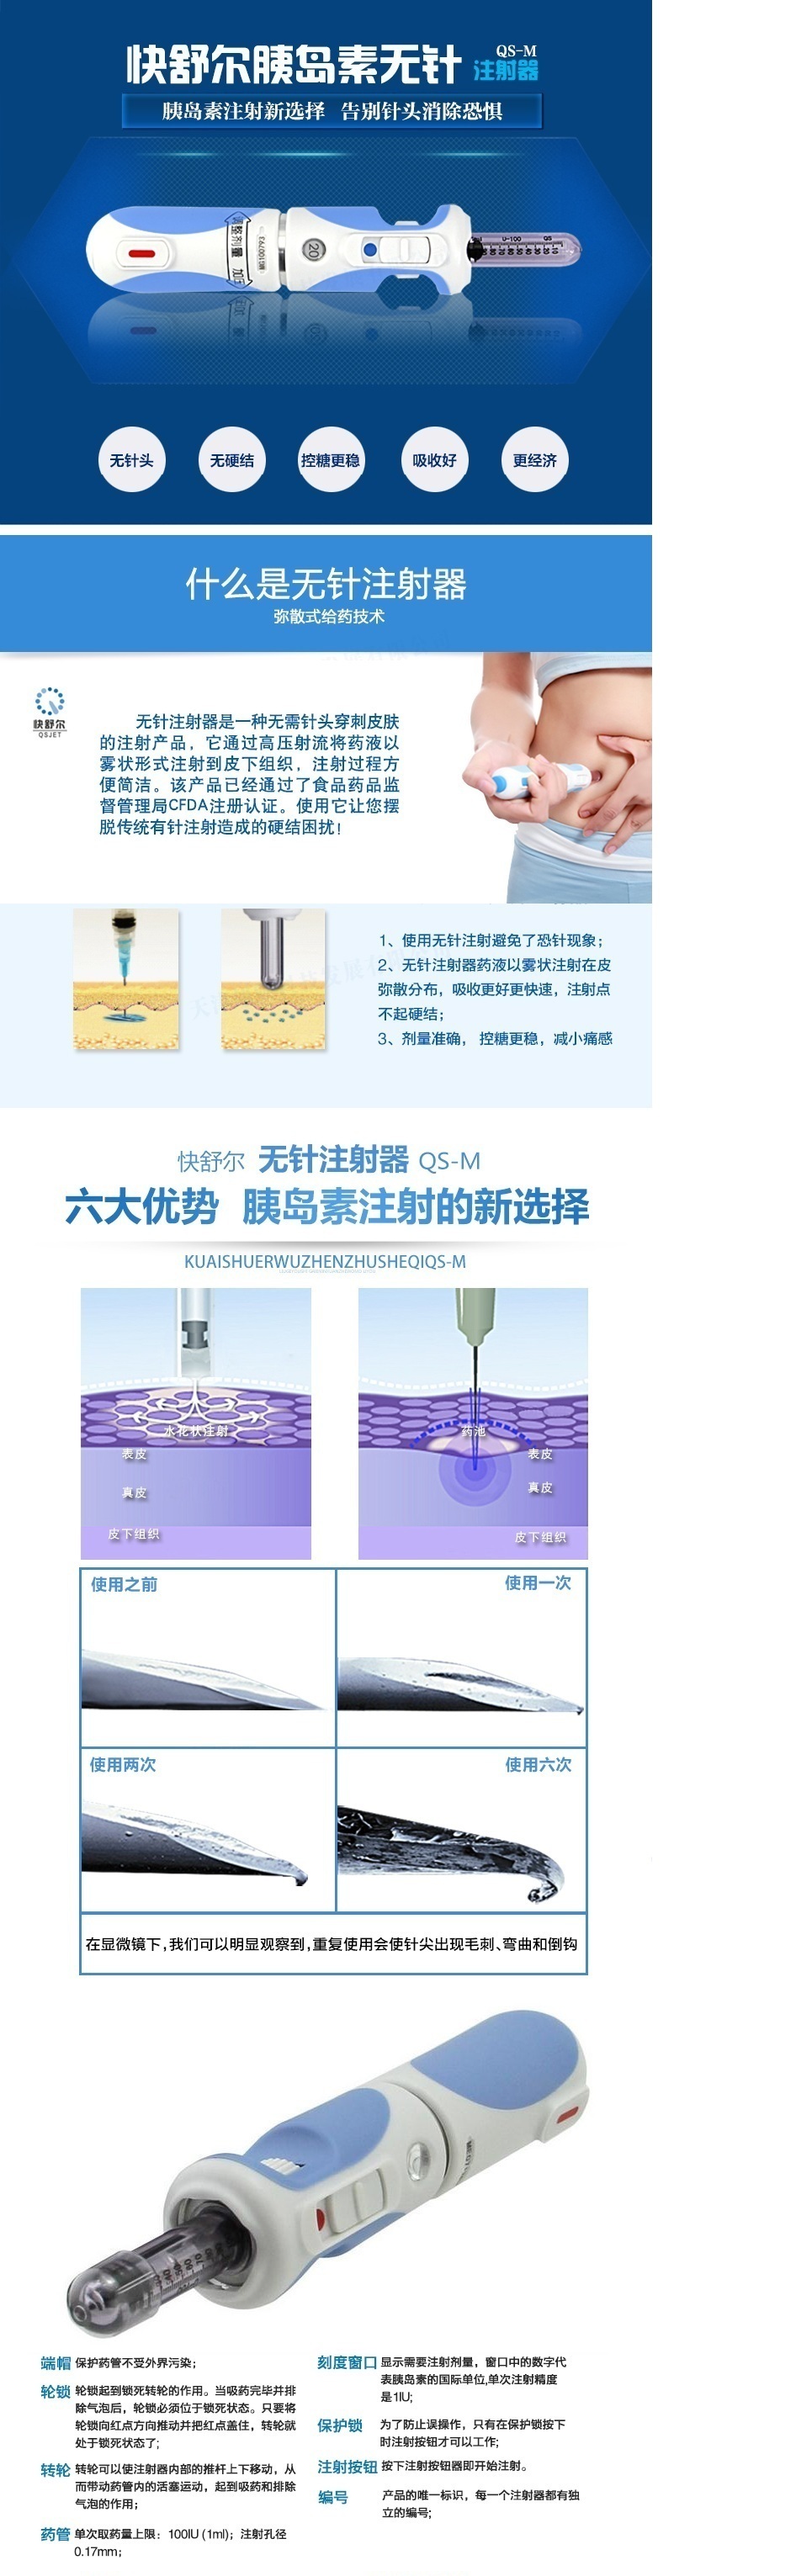 快舒尔胰岛素无针 注射器
QS-M
胰岛素注射新选择 告别针头消除恐惧
调整剂量 加压
20
U-100 QS
无针头 无硬结 控糖更稳 吸收好 更经济
什么是无针注射器
弥散式给药技术
快舒尔
QSJET
无针注射器是一种无需针头穿刺皮肤
的注射产品，它通过高压射流将药液以
雾状形式注射到皮下组织，注射过程方
便简洁。该产品已经通过了食品药品监
督管理局CFDA注册认证。使用它让您摆
脱传统有针注射造成的硬结困扰！
1、使用无针注射避免了恐针现象；
2、无针注射器药液以雾状注射在皮
弥散分布，吸收更好更快速，注射点
不起硬结；
3、剂量准确， 控糖更稳，减小痛感
快舒尔 无针注射器 QS-M
六大优势 胰岛素注射的新选择
KUAISHUERWUZHENZHUSHEQIQS-M
水花状注射
表皮
真皮
皮下组织
药池
表皮
真皮
皮下组织
使用之前
使用一次
使用两次
使用六次
在显微镜下,我们可以明显观察到,重复使用会使针尖出现毛刺、弯曲和倒钩
端帽 保护药管不受外界污染；
轮锁 轮锁起到锁死转轮的作用。当吸药完毕并排
除气泡后，轮锁必须位于锁死状态。只要将
轮锁向红点方向推动并把红点盖住，转轮就
处于锁死状态了；
转轮 转轮可以使注射器内部的推杆上下移动，从
而带动药管内的活塞运动，起到吸药和排除
气泡的作用；
药管 单次取药量上限：100IU (1ml)；注射孔径
0.17mm；
刻度窗口 显示需要注射剂量，窗口中的数字代
表胰岛素的国际单位,单次注射精度
是1IU;
保护锁 为了防止误操作，只有在保护锁按下
时注射按钮才可以工作;
注射按钮 按下注射按钮器即开始注射。
编号 产品的唯一标识，每一个注射器都有独
立的编号;